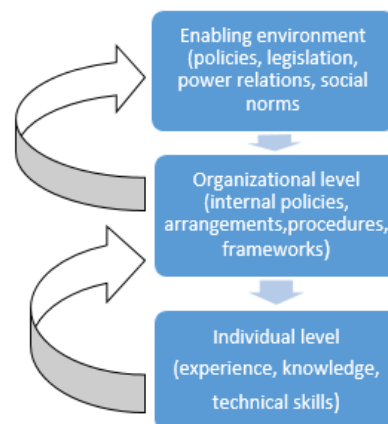 Enabling environment
(policies, legislation,
power relations, social
norms
Organizational level
(internal policies,
arrangements,procedures,
frameworks)
Individual level
(experience, knowledge,
technical skills)